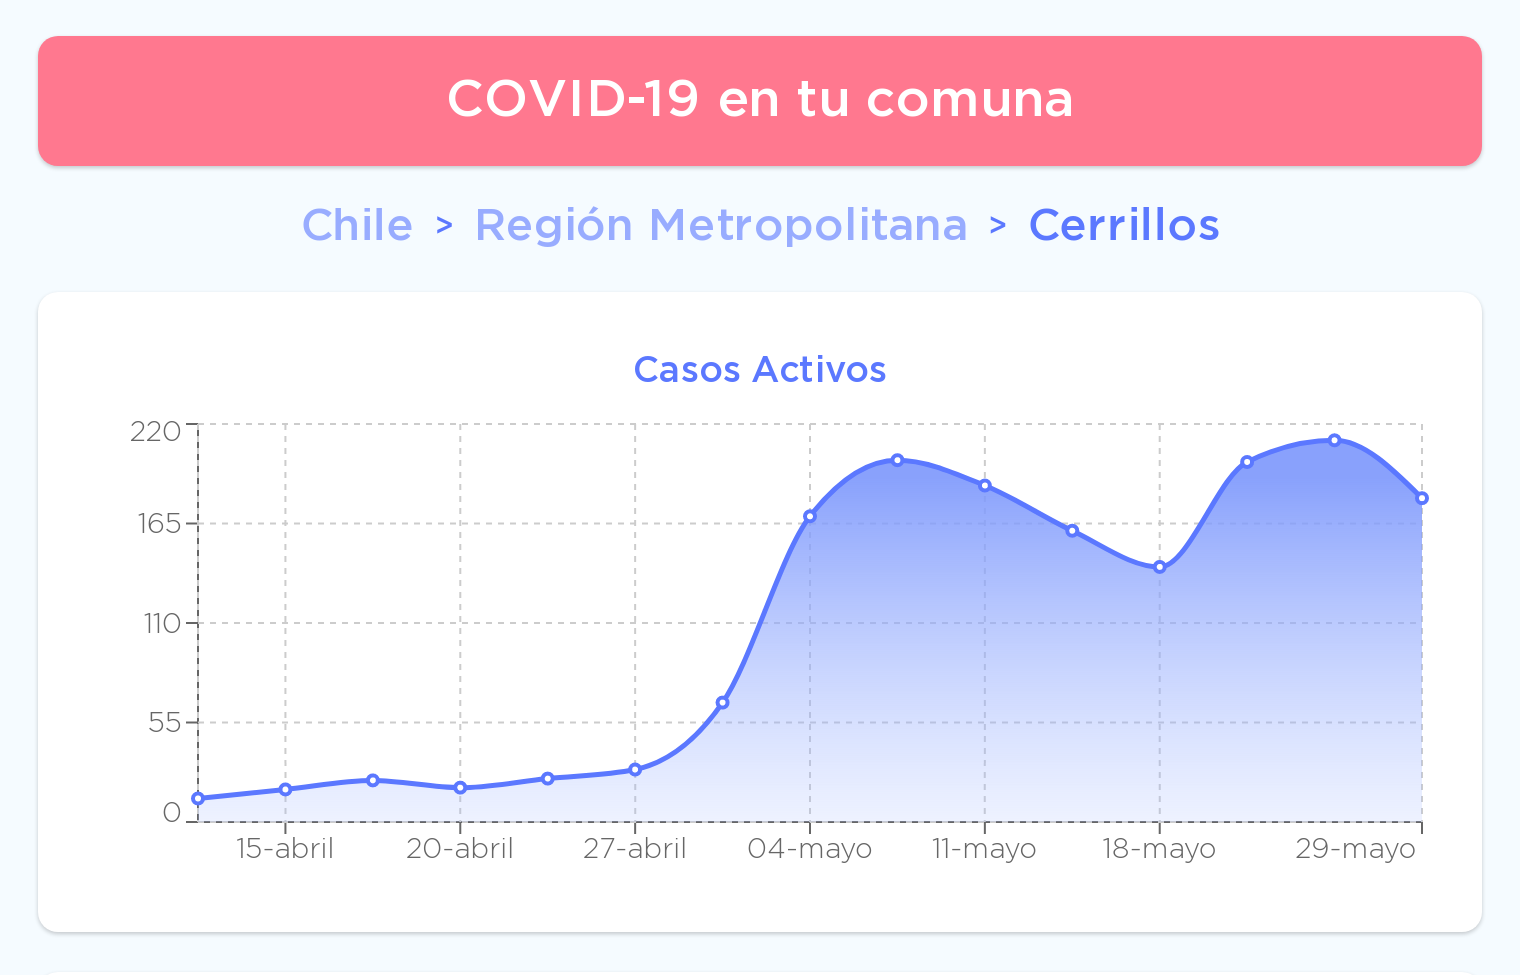 COVID-19 en tu comuna
Chile > Región Metropolitana > Cerrillos
Casos Activos
220
165
110
55
0
15-abril 20-abril 27-abril 04-mayo 11-mayo 18-mayo 29-mayo